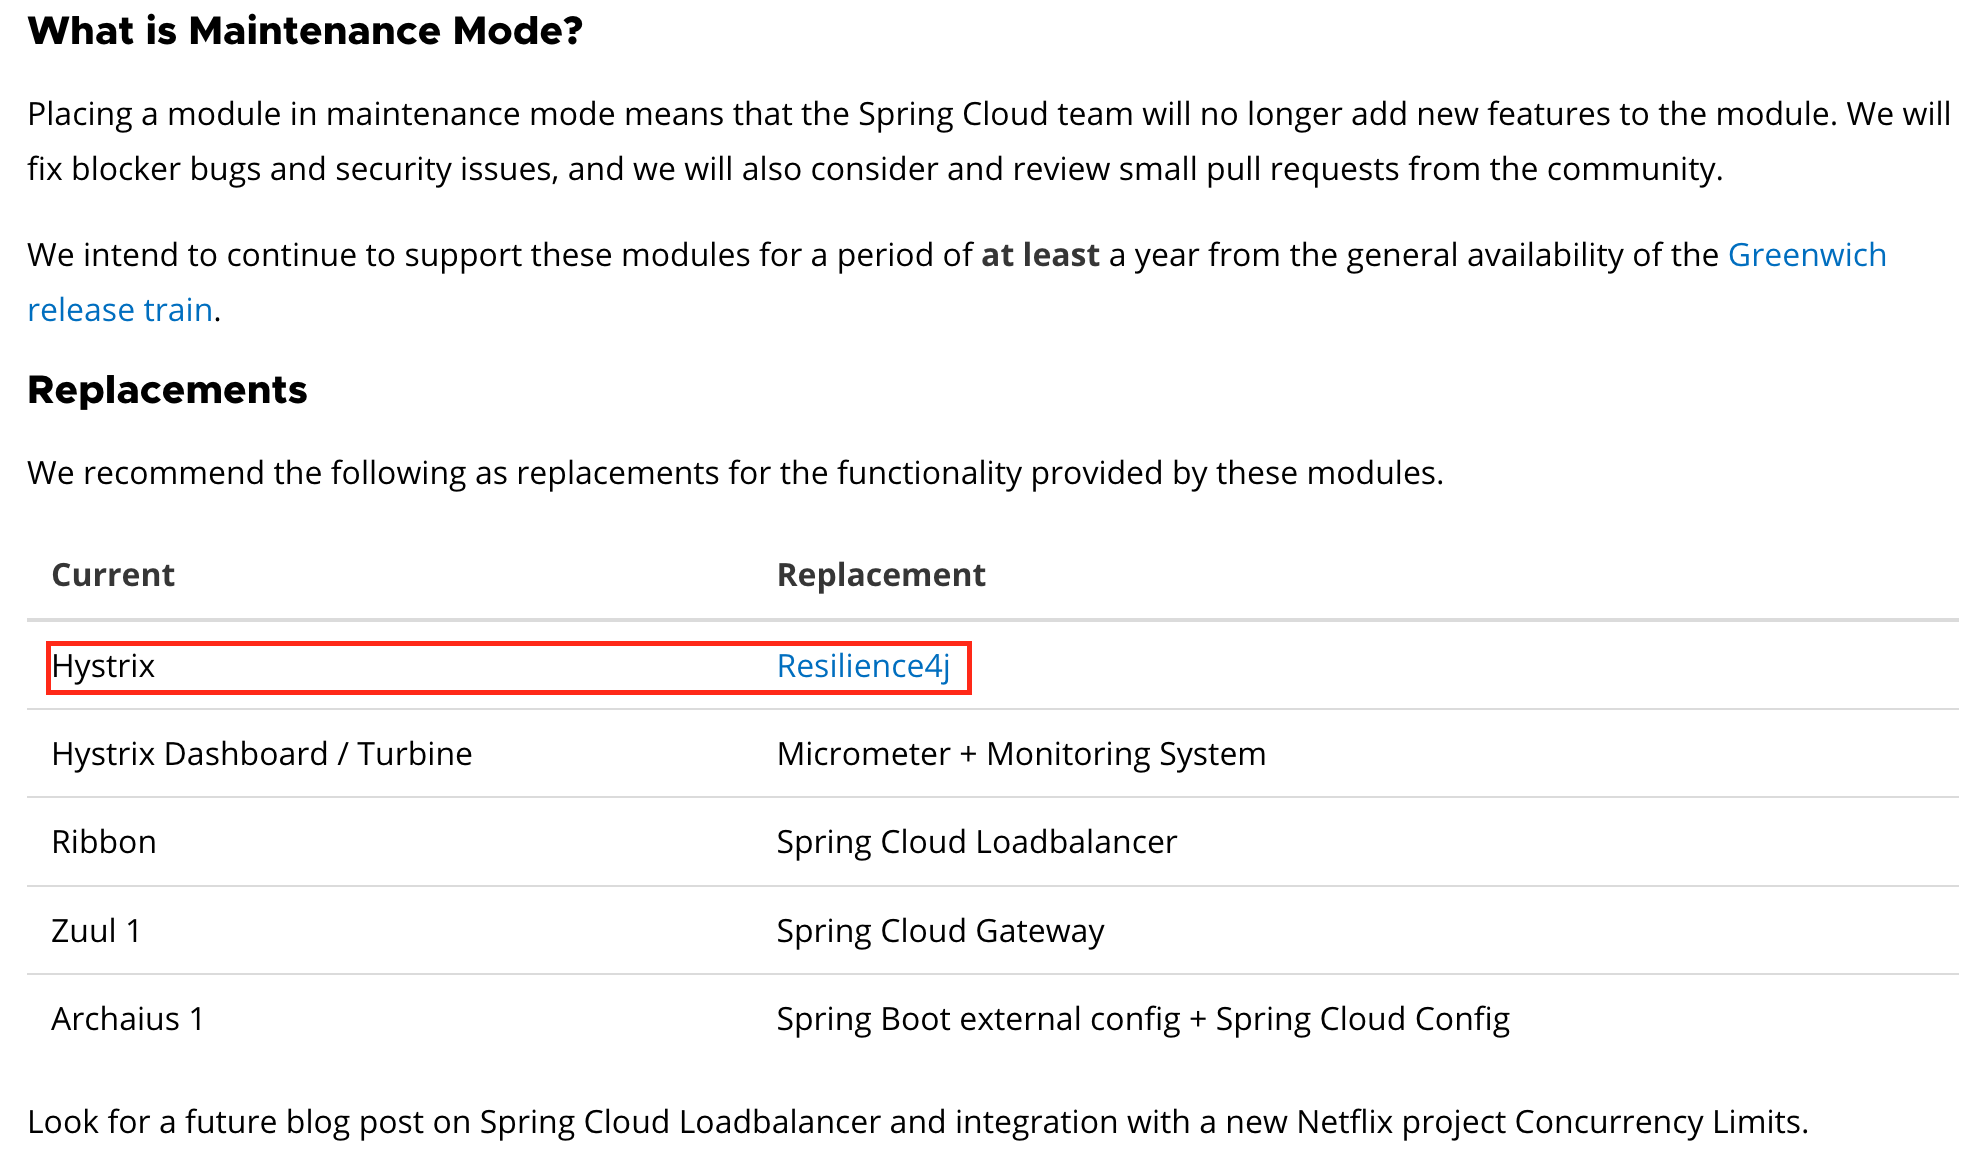 What is Maintenance Mode?
Placing a module in maintenance mode means that the Spring Cloud team will no longer add new features to the module. We will
fix blocker bugs and security issues, and we will also consider and review small pull requests from the community.
We intend to continue to support these modules for a period of at least a year from the general availability of the Greenwich
release train.
Replacements
We recommend the following as replacements for the functionality provided by these modules.
Current Replacement
Hystrix Resilience4j
Hystrix Dashboard / Turbine Micrometer + Monitoring System
Ribbon Spring Cloud Loadbalancer
Zuul 1 Spring Cloud Gateway
Archaius 1 Spring Boot external config + Spring Cloud Config
Look for a future blog post on Spring Cloud Loadbalancer and integration with a new Netflix project Concurrency Limits.